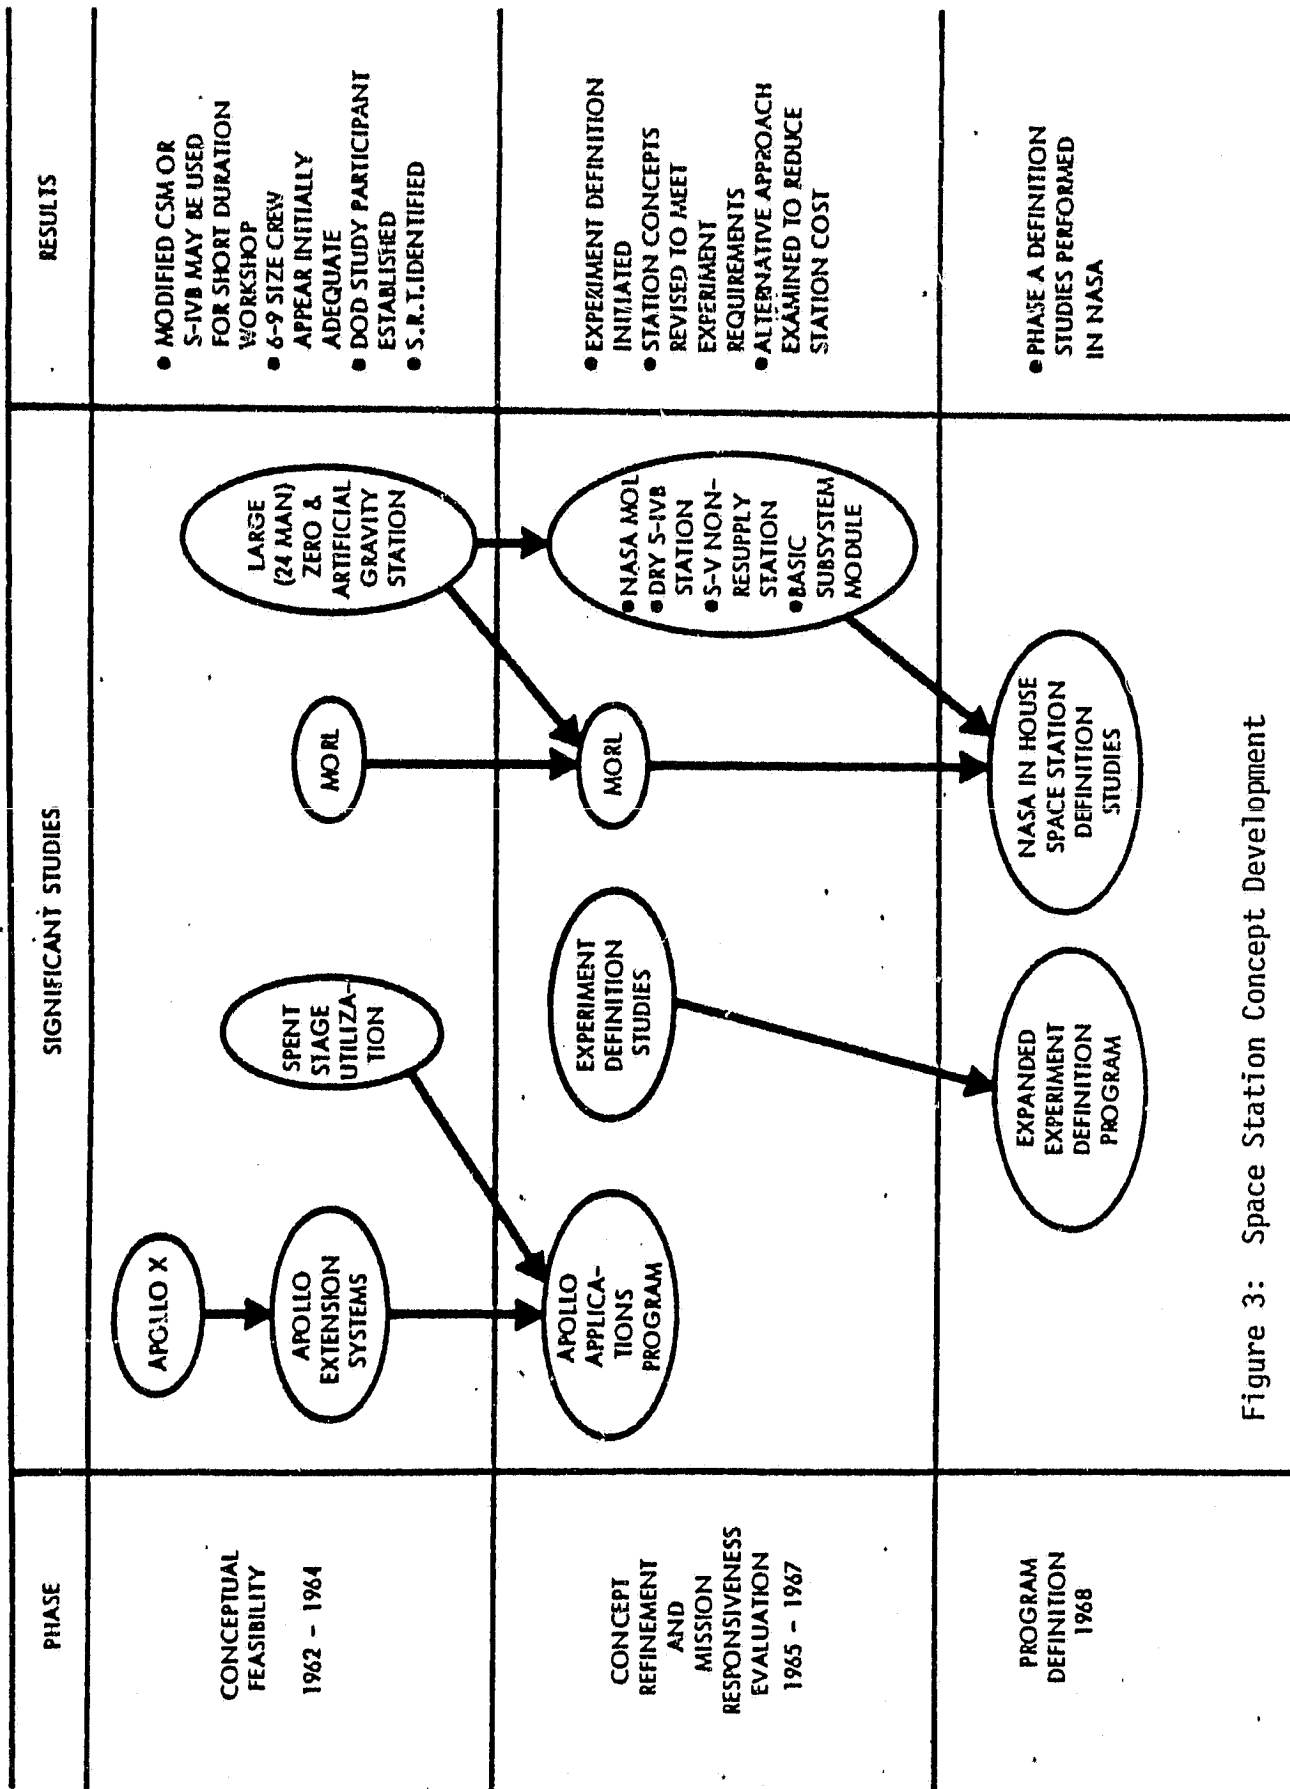 PHASE
SIGNIFICANT STUDIES
RESULTS
CONCEPTUAL
FEASIBILITY
1962 - 1964
APOLLO X
APOLLO
EXTENSION
SYSTEMS
SPENT
STAGE
UTILIZA-
TION
MORL
LARGE
(24 MAN)
ZERO &
ARTIFICIAL
GRAVITY
STATION
● MODIFIED CSM OR
S-IVB MAY BE USED
FOR SHORT DURATION
WORKSHOP
● 6-9 SIZE CREW
APPEAR INITIALLY
ADEQUATE
● DOD STUDY PARTICIPANT
ESTABLISHED
● S.R.T. IDENTIFIED
CONCEPT
REFINEMENT
AND
MISSION
RESPONSIVENESS
EVALUATION
1965 - 1967
APOLLO
APPLICA-
TIONS
PROGRAM
EXPERIMENT
DEFINITION
STUDIES
MORL
● NASA MOL
● DRY S-IVB
STATION
● S-V NON-
RESUPPLY
STATION
● BASIC
SUBSYSTEM
MODULE
● EXPERIMENT DEFINITION
INITIATED
● STATION CONCEPTS
REVISED TO MEET
EXPERIMENT
REQUIREMENTS
● ALTERNATIVE APPROACH
EXAMINED TO REDUCE
STATION COST
PROGRAM
DEFINITION
1968
EXPANDED
EXPERIMENT
DEFINITION
PROGRAM
NASA IN HOUSE
SPACE STATION
DEFINITION
STUDIES
● PHASE A DEFINITION
STUDIES PERFORMED
IN NASA
Figure 3: Space Station Concept Development